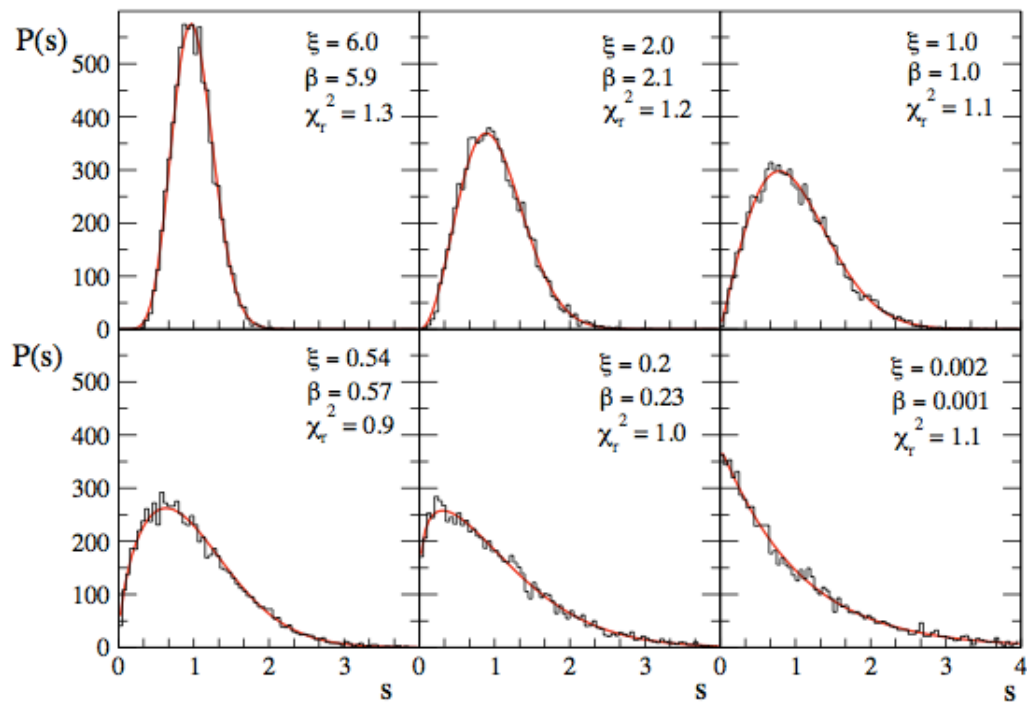 P(s)
500
400
300
200
100
0
ξ = 6.0
β = 5.9
χr² = 1.3
ξ = 2.0
β = 2.1
χr² = 1.2
ξ = 1.0
β = 1.0
χr² = 1.1
P(s)
500
400
300
200
100
0
ξ = 0.54
β = 0.57
χr² = 0.9
ξ = 0.2
β = 0.23
χr² = 1.0
ξ = 0.002
β = 0.001
χr² = 1.1
0 1 2 3 0 1 2 3 0 1 2 3 4
s s s